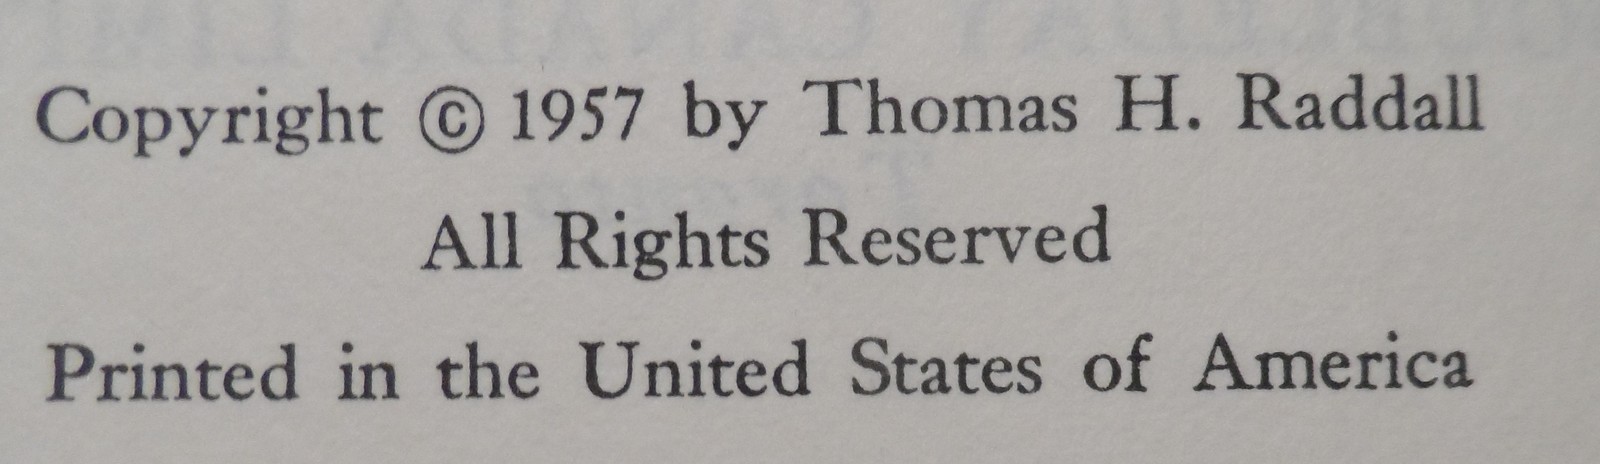 Copyright © 1957 by Thomas H. Raddall
All Rights Reserved
Printed in the United States of America